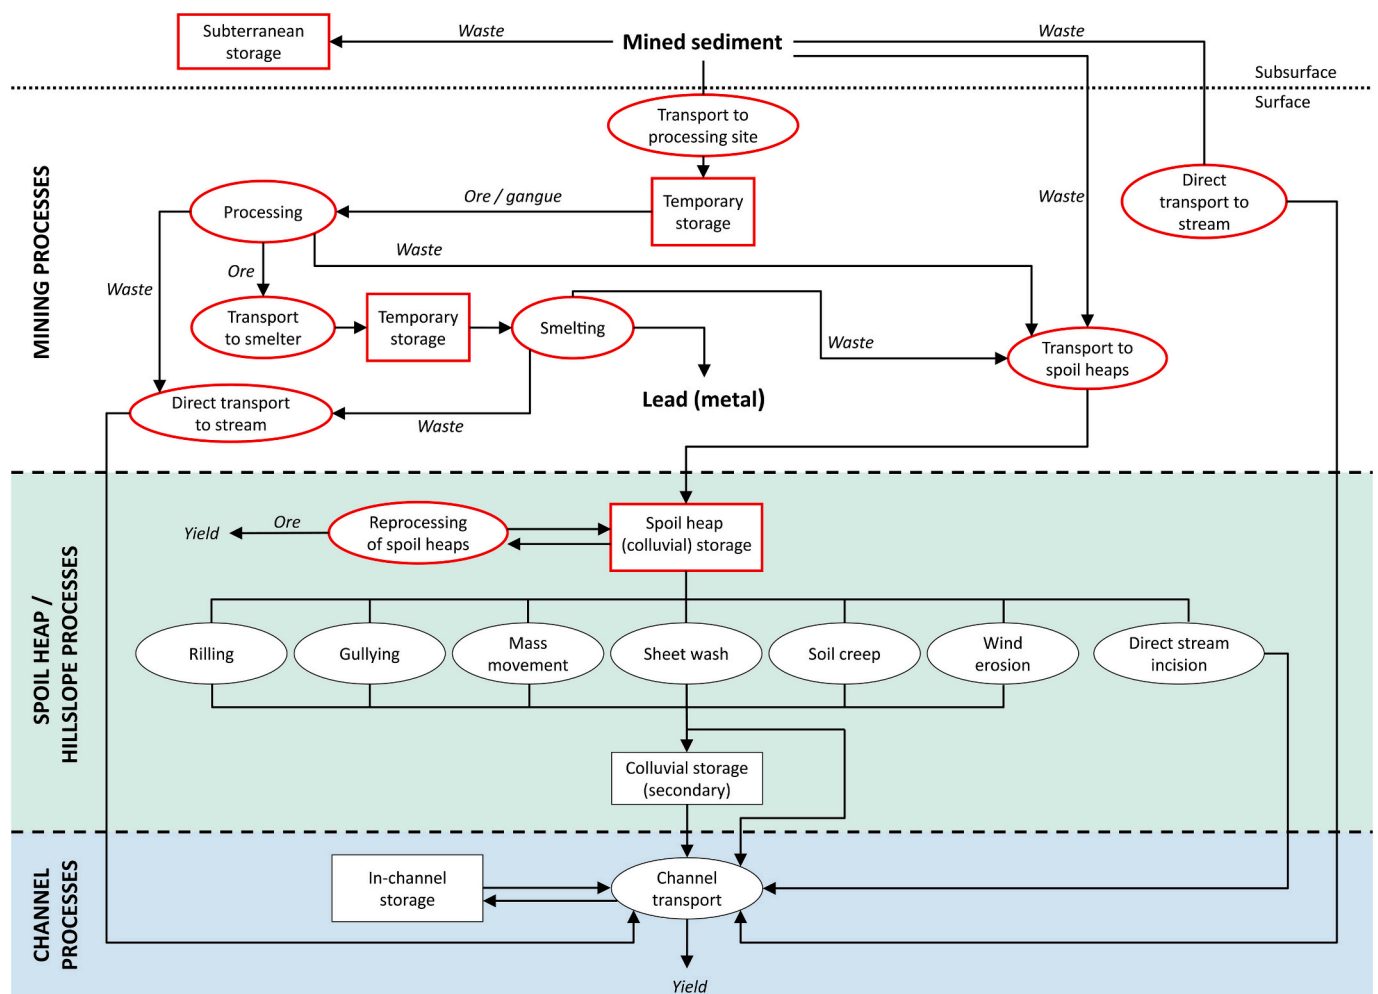 Subterranean
storage
Waste
Mined sediment
Waste
Subsurface
Surface
Transport to
processing site
MINING PROCESSES
Processing
Ore / gangue
Temporary
storage
Waste
Direct
transport to
stream
Waste
Ore
Waste
Transport
to smelter
Temporary
storage
Smelting
Waste
Transport to
spoil heaps
Lead (metal)
Direct transport
to stream
Waste
SPOIL HEAP /
HILLSLOPE PROCESSES
Yield
Ore
Reprocessing
of spoil heaps
Spoil heap
(colluvial) storage
Rilling
Gullying
Mass
movement
Sheet wash
Soil creep
Wind
erosion
Direct stream
incision
Colluvial storage
(secondary)
CHANNEL
PROCESSES
In-channel
storage
Channel
transport
Yield